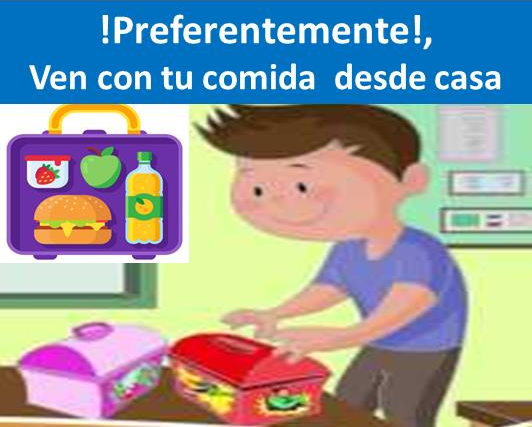 !Preferentemente!,
Ven con tu comida desde casa